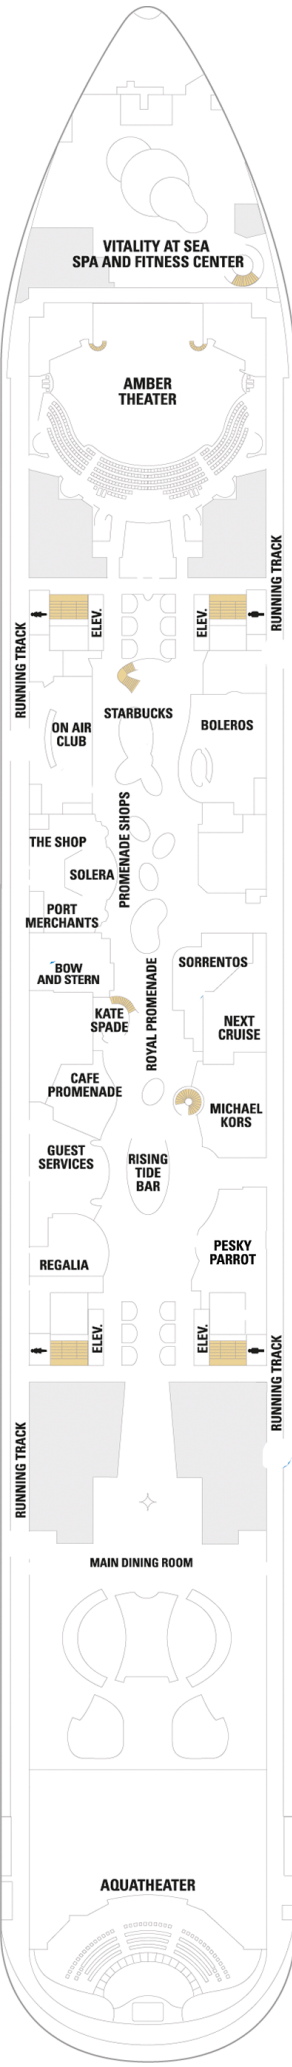 VITALITY AT SEA
SPA AND FITNESS CENTER
AMBER
THEATER
RUNNING TRACK
ELEV.
ELEV.
RUNNING TRACK
STARBUCKS
ON AIR
CLUB
BOLEROS
PROMENADE SHOPS
THE SHOP
SOLERA
PORT
MERCHANTS
BOW
AND STERN
SORRENTOS
ROYAL PROMENADE
KATE
SPADE
NEXT
CRUISE
CAFE
PROMENADE
MICHAEL
KORS
GUEST
SERVICES
RISING
TIDE
BAR
PESKY
PARROT
REGALIA
ELEV.
ELEV.
RUNNING TRACK
RUNNING TRACK
MAIN DINING ROOM
AQUATHEATER